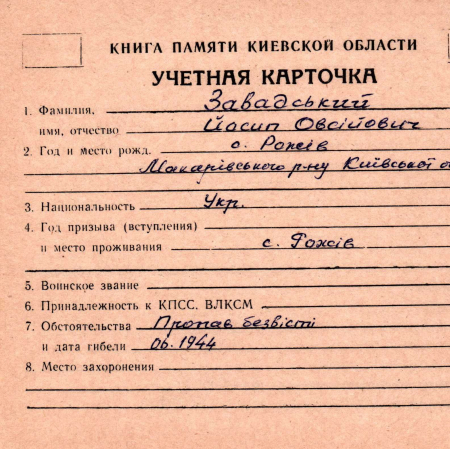 КНИГА ПАМЯТИ КИЕВСКОЙ ОБЛАСТИ
УЧЕТНАЯ КАРТОЧКА
1. Фамилия, Завадський
имя, отчество Йосип Овсійович
2. Год и место рожд. с. Рожів
Макарівського р-ну Київської о
3. Национальность Укр.
4. Год призыва (вступления)
и место проживания с. Рожів
5. Воинское звание
6. Принадлежность к КПСС. ВЛКСМ
7. Обстоятельства Пропав безвісті
и дата гибели 06.1944
8. Место захоронения